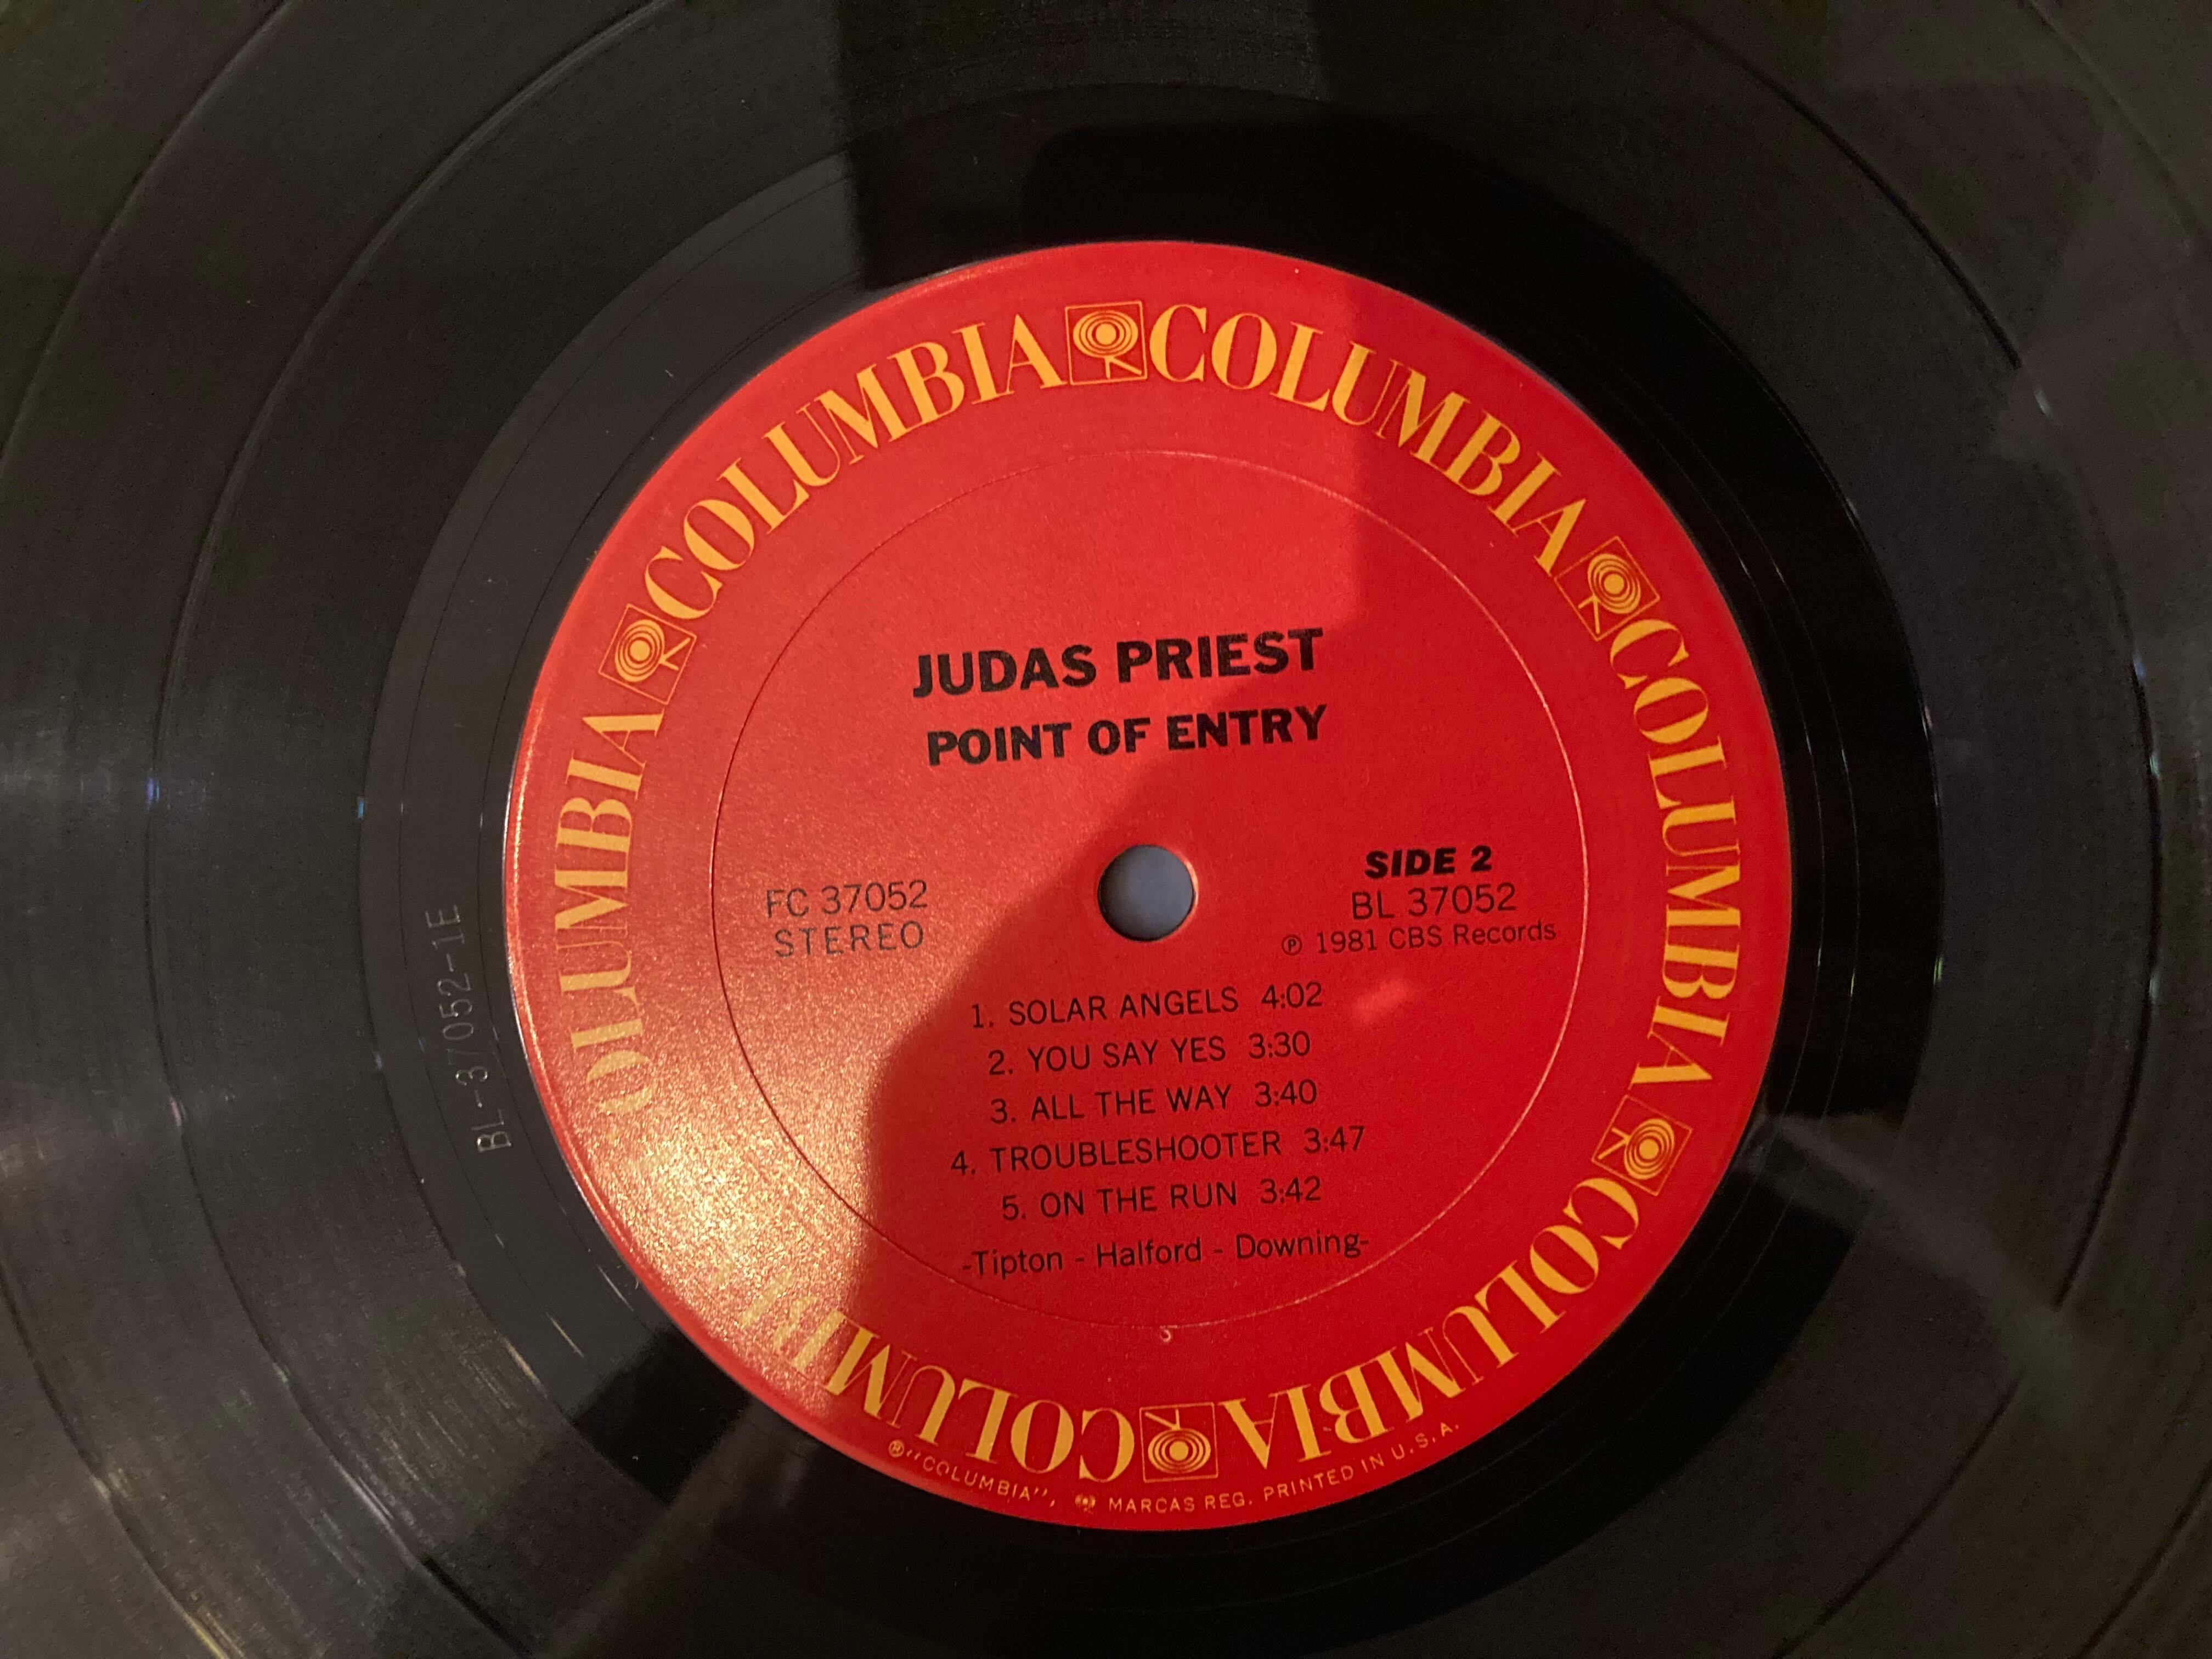 COLUMBIA COLUMBIA COLUMBIA COLUMBIA COLUMBIA COLUMBIA
JUDAS PRIEST
POINT OF ENTRY
FC 37052
STEREO
SIDE 2
BL 37052
℗ 1981 CBS Records
1. SOLAR ANGELS 4:02
2. YOU SAY YES 3:30
3. ALL THE WAY 3:40
4. TROUBLESHOOTER 3:47
5. ON THE RUN 3:42
-Tipton - Halford - Downing-
"COLUMBIA", MARCAS REG. PRINTED IN U.S.A.
BL-37052-1E